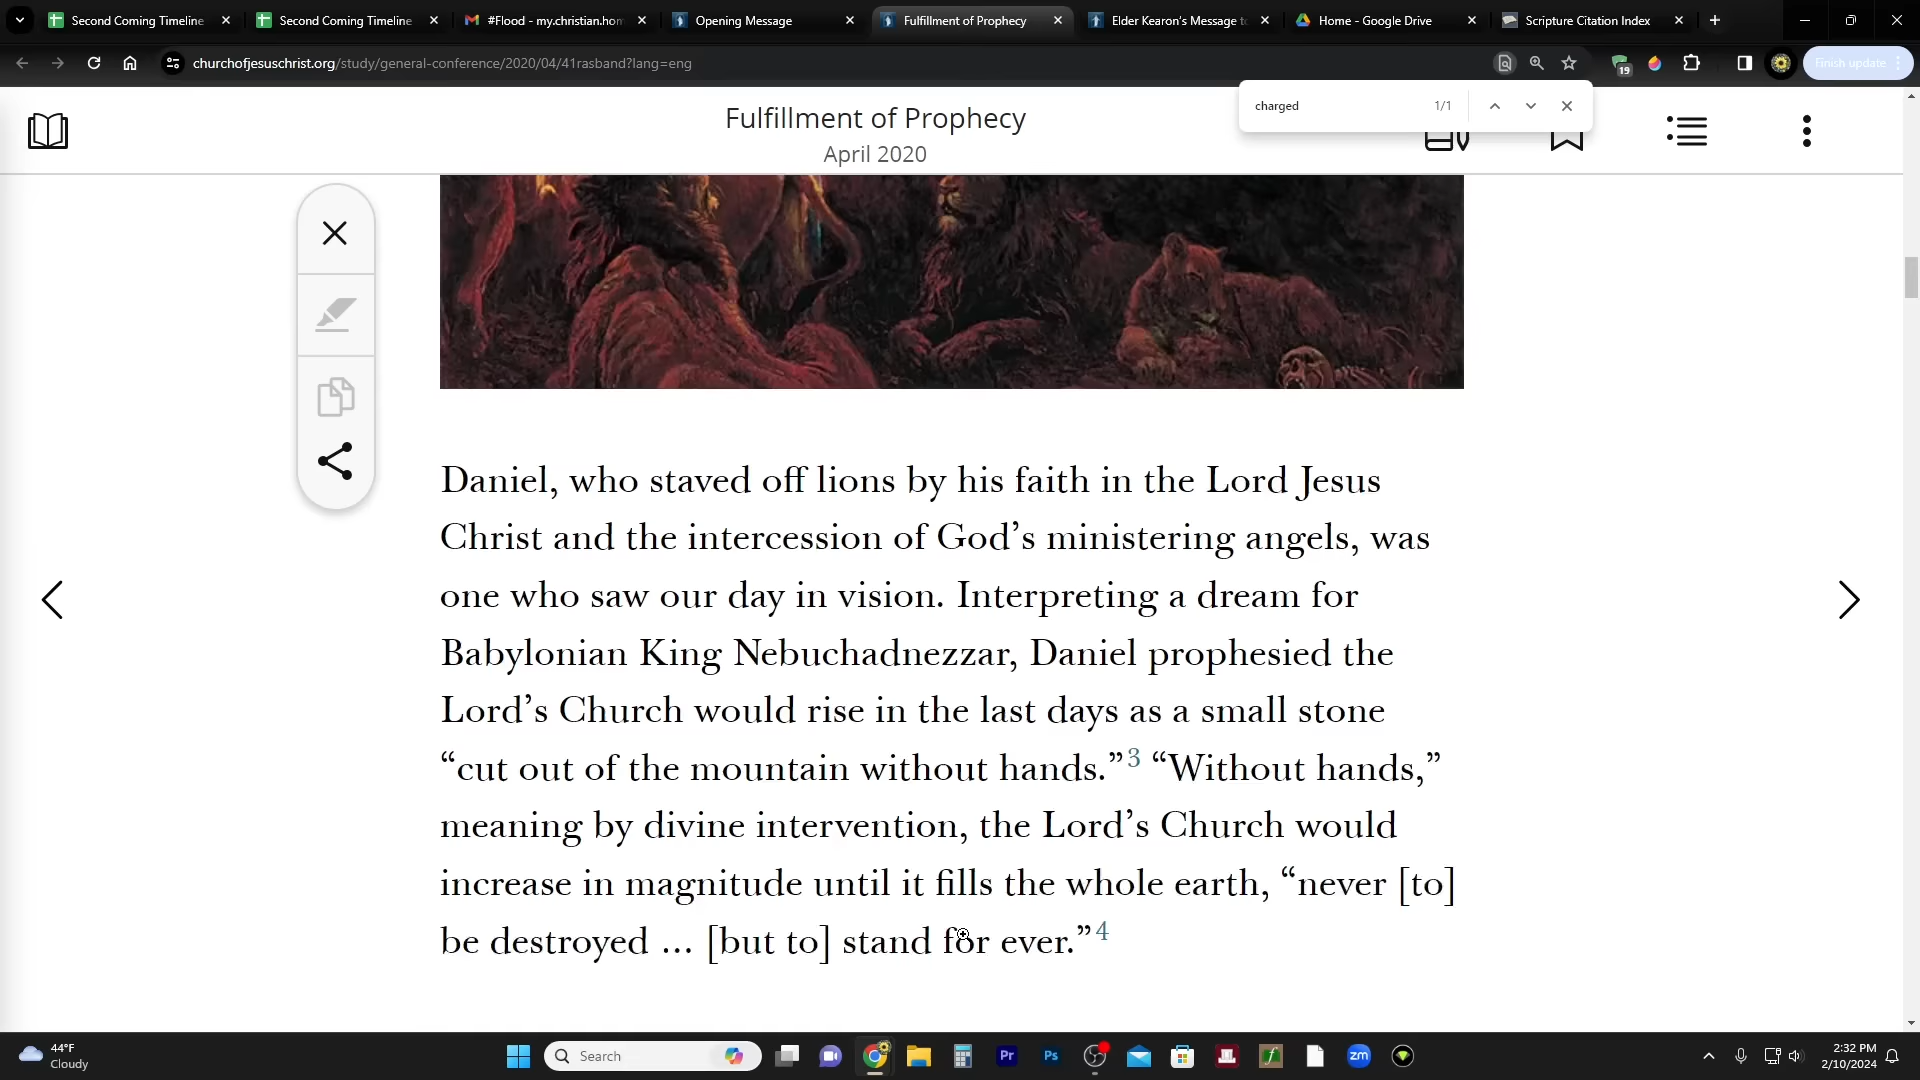 Second Coming Timeline
Second Coming Timeline
#Flood - my.christian.hom
Opening Message
Fulfillment of Prophecy
Elder Kearon's Message to
Home - Google Drive
Scripture Citation Index
churchofjesuschrist.org/study/general-conference/2020/04/41rasband?lang=eng
19
Finish update
charged
1/1
Fulfillment of Prophecy
April 2020
Daniel, who staved off lions by his faith in the Lord Jesus
Christ and the intercession of God’s ministering angels, was
one who saw our day in vision. Interpreting a dream for
Babylonian King Nebuchadnezzar, Daniel prophesied the
Lord’s Church would rise in the last days as a small stone
“cut out of the mountain without hands.”3 “Without hands,”
meaning by divine intervention, the Lord’s Church would
increase in magnitude until it fills the whole earth, “never [to]
be destroyed … [but to] stand for ever.”4
44°F
Cloudy
Search
Pr
Ps
zm
2:32 PM
2/10/2024